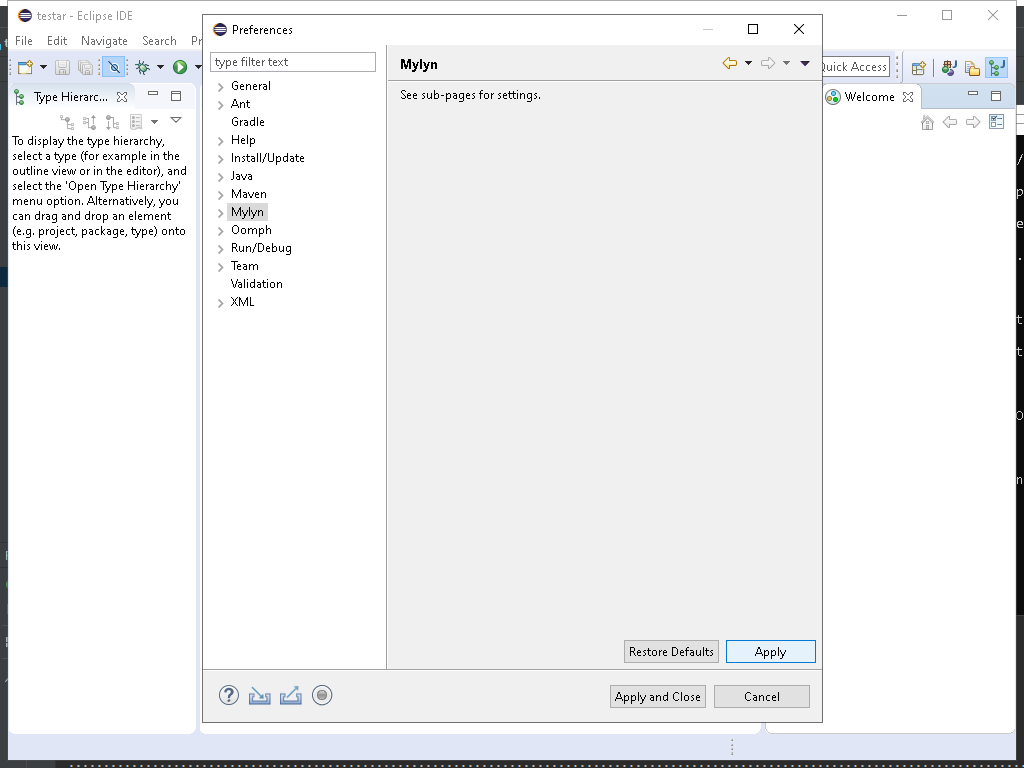 testar - Eclipse IDE
File Edit Navigate Search
Quick Access
Type Hierarc...
Welcome
To display the type hierarchy,
select a type (for example in the
outline view or in the editor), and
select the 'Open Type Hierarchy'
menu option. Alternatively, you
can drag and drop an element
(e.g. project, package, type) onto
this view.
Preferences
type filter text
General
Ant
Gradle
Help
Install/Update
Java
Maven
Mylyn
Oomph
Run/Debug
Team
Validation
XML
Mylyn
See sub-pages for settings.
Restore Defaults
Apply
Apply and Close
Cancel